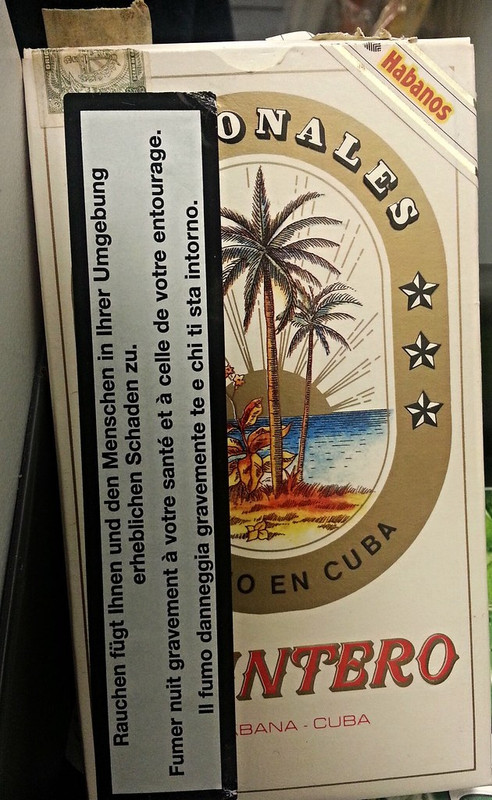 Habanos
ONALES
O EN CUBA
NTERO
ABANA - CUBA
Rauchen fügt Ihnen und den Menschen in Ihrer Umgebung
erheblichen Schaden zu.
Fumer nuit gravement à votre santé et à celle de votre entourage.
Il fumo danneggia gravemente te e chi ti sta intorno.